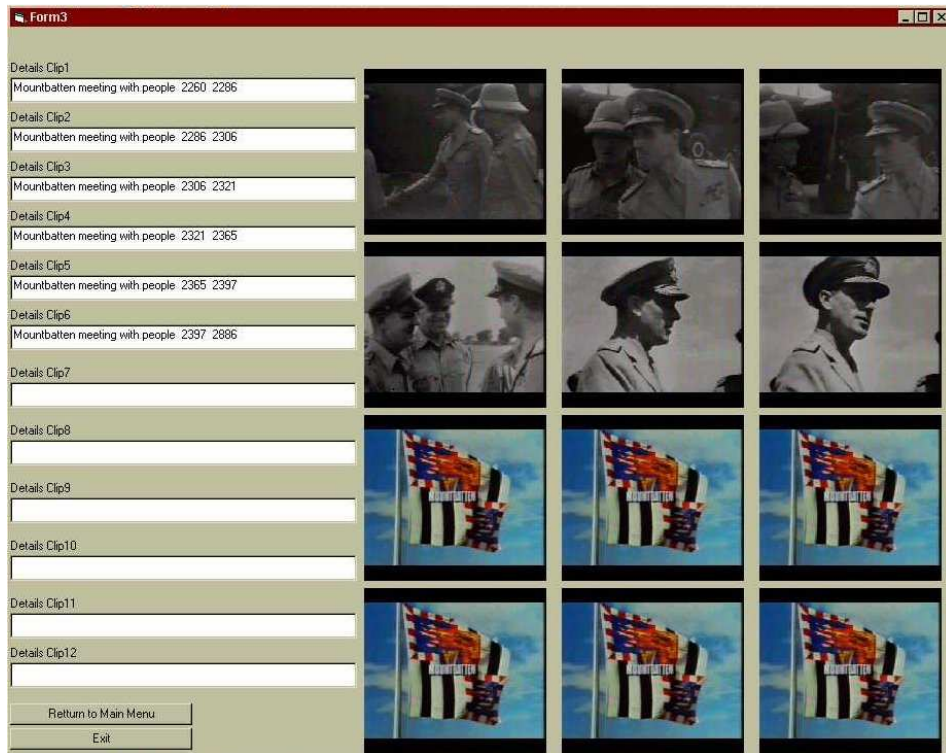 Form3
Details Clip1
Mountbatten meeting with people 2260 2286
Details Clip2
Mountbatten meeting with people 2286 2306
Details Clip3
Mountbatten meeting with people 2306 2321
Details Clip4
Mountbatten meeting with people 2321 2365
Details Clip5
Mountbatten meeting with people 2365 2397
Details Clip6
Mountbatten meeting with people 2397 2886
Details Clip7
Details Clip8
Details Clip9
Details Clip10
Details Clip11
Details Clip12
Retturn to Main Menu
Exit
MOUNTBATTEN
MOUNTBATTEN
MOUNTBATTEN
MOUNTBATTEN
MOUNTBATTEN
MOUNTBATTEN